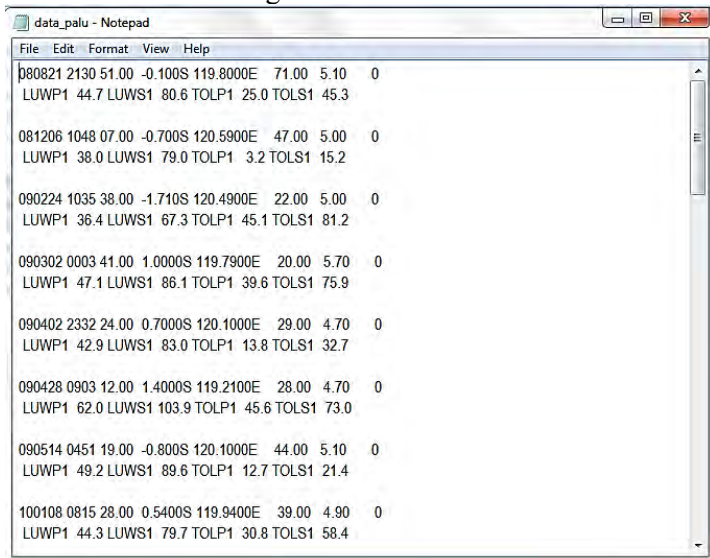 data_palu - Notepad
File Edit Format View Help
080821 2130 51.00 -0.100S 119.8000E 71.00 5.10 0
LUWP1 44.7 LUWS1 80.6 TOLP1 25.0 TOLS1 45.3
081206 1048 07.00 -0.700S 120.5900E 47.00 5.00 0
LUWP1 38.0 LUWS1 79.0 TOLP1 3.2 TOLS1 15.2
090224 1035 38.00 -1.710S 120.4900E 22.00 5.00 0
LUWP1 36.4 LUWS1 67.3 TOLP1 45.1 TOLS1 81.2
090302 0003 41.00 1.0000S 119.7900E 20.00 5.70 0
LUWP1 47.1 LUWS1 86.1 TOLP1 39.6 TOLS1 75.9
090402 2332 24.00 0.7000S 120.1000E 29.00 4.70 0
LUWP1 42.9 LUWS1 83.0 TOLP1 13.8 TOLS1 32.7
090428 0903 12.00 1.4000S 119.2100E 28.00 4.70 0
LUWP1 62.0 LUWS1 103.9 TOLP1 45.6 TOLS1 73.0
090514 0451 19.00 -0.800S 120.1000E 44.00 5.10 0
LUWP1 49.2 LUWS1 89.6 TOLP1 12.7 TOLS1 21.4
100108 0815 28.00 0.5400S 119.9400E 39.00 4.90 0
LUWP1 44.3 LUWS1 79.7 TOLP1 30.8 TOLS1 58.4